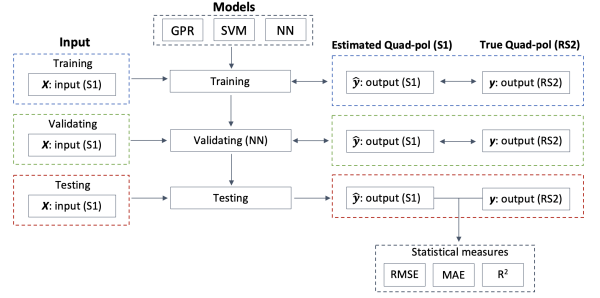 Models
GPR SVM NN
Input
Estimated Quad-pol (S1) True Quad-pol (RS2)
Training
X: input (S1) Training ŷ: output (S1) y: output (RS2)
Validating
X: input (S1) Validating (NN) ŷ: output (S1) y: output (RS2)
Testing
X: input (S1) Testing ŷ: output (S1) y: output (RS2)
Statistical measures
RMSE MAE R²